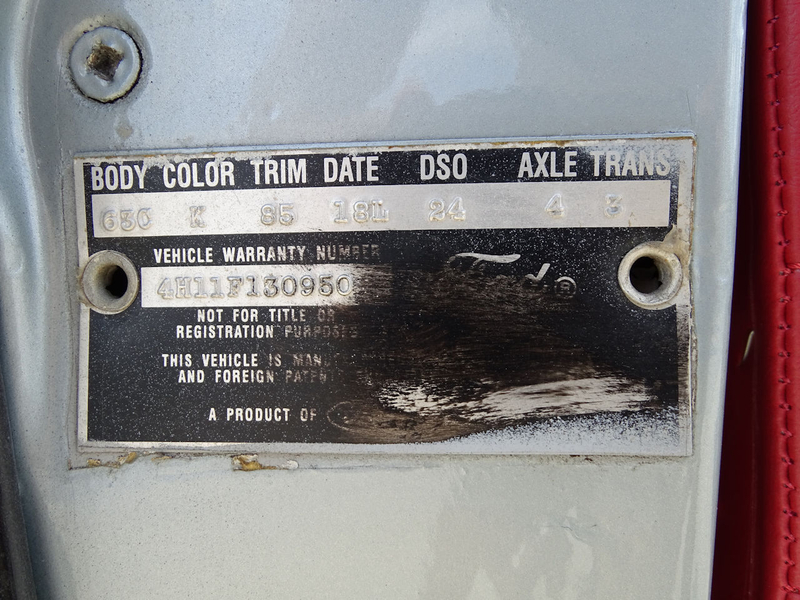 BODY COLOR TRIM DATE DSO AXLE TRANS
K 85 18L 24 4 3
VEHICLE WARRANTY NUMBER
4H11F130950
Ford ®
NOT FOR TITLE OR
REGISTRATION PURPOSES
THIS VEHICLE IS
AND FOREIGN
A PRODUCT OF